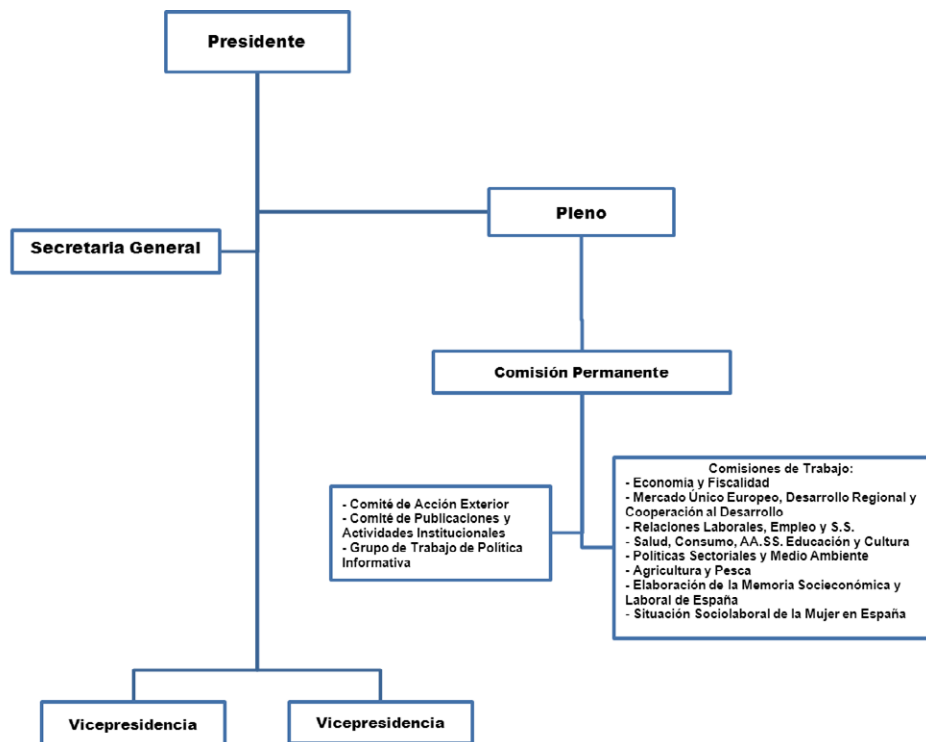 Presidente
Pleno
Secretaria General
Comisión Permanente
- Comité de Acción Exterior
- Comité de Publicaciones y
Actividades Institucionales
- Grupo de Trabajo de Política
Informativa
Comisiones de Trabajo:
- Economía y Fiscalidad
- Mercado Único Europeo, Desarrollo Regional y
Cooperación al Desarrollo
- Relaciones Laborales, Empleo y S.S.
- Salud, Consumo, AA.SS. Educación y Cultura
- Políticas Sectoriales y Medio Ambiente
- Agricultura y Pesca
- Elaboración de la Memoria Socieconómica y
Laboral de España
- Situación Sociolaboral de la Mujer en España
Vicepresidencia
Vicepresidencia